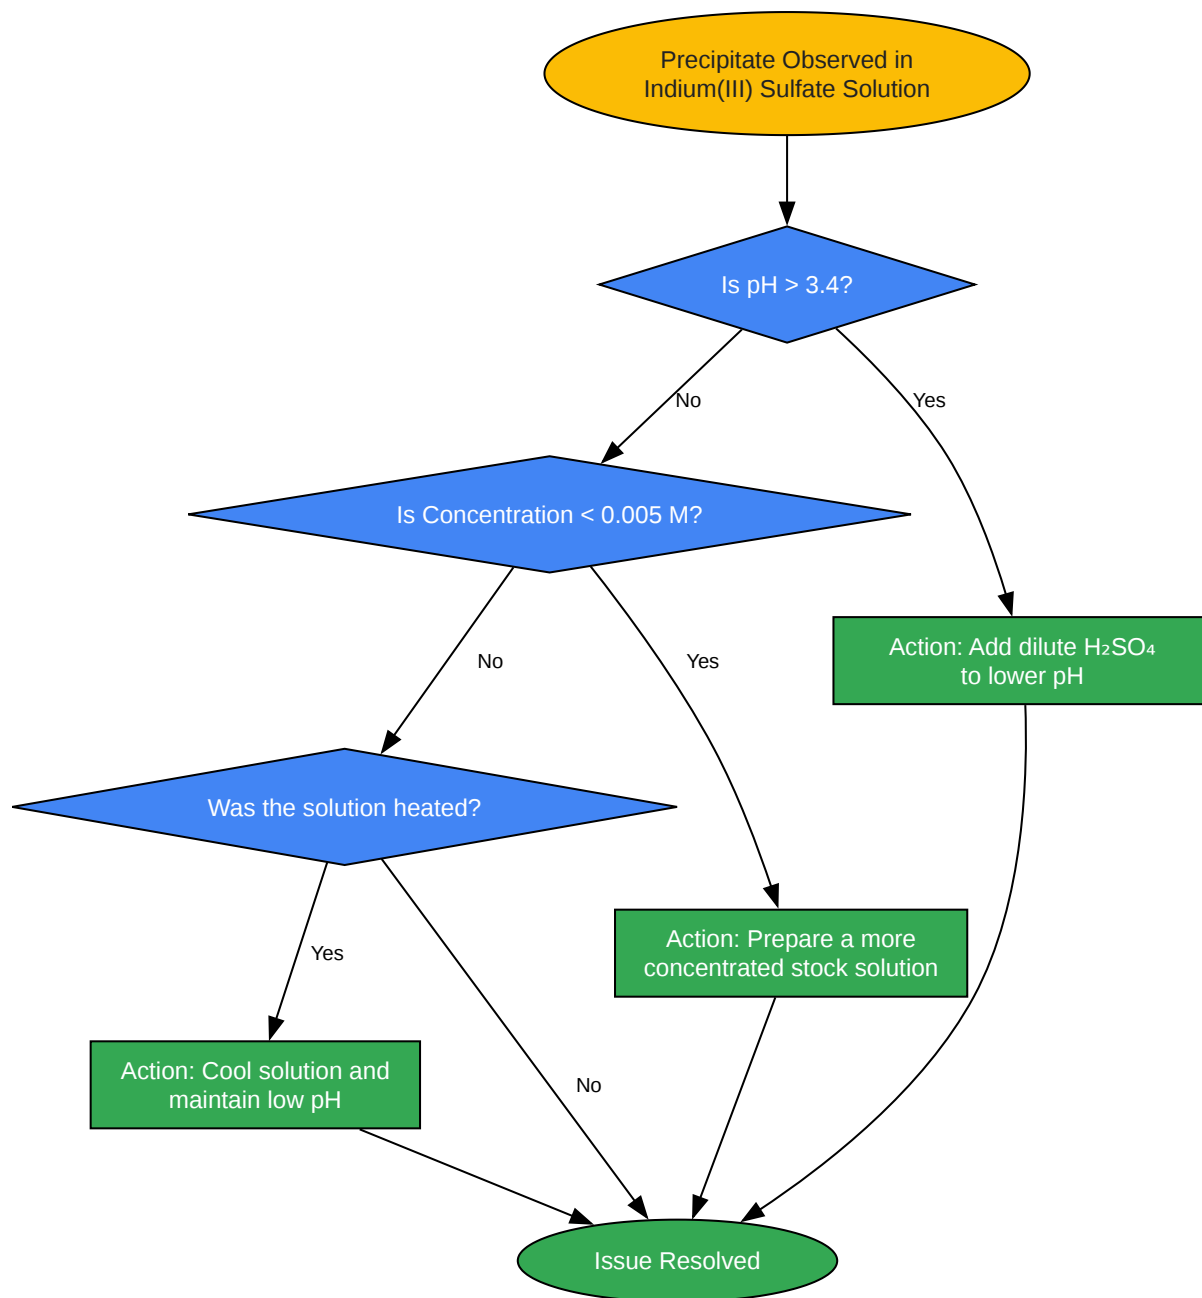 Precipitate Observed in
Indium(III) Sulfate Solution
Is pH > 3.4?
No
Yes
Is Concentration < 0.005 M?
Action: Add dilute H₂SO₄
to lower pH
No
Yes
Was the solution heated?
Action: Prepare a more
concentrated stock solution
Yes
Action: Cool solution and
maintain low pH
No
Issue Resolved